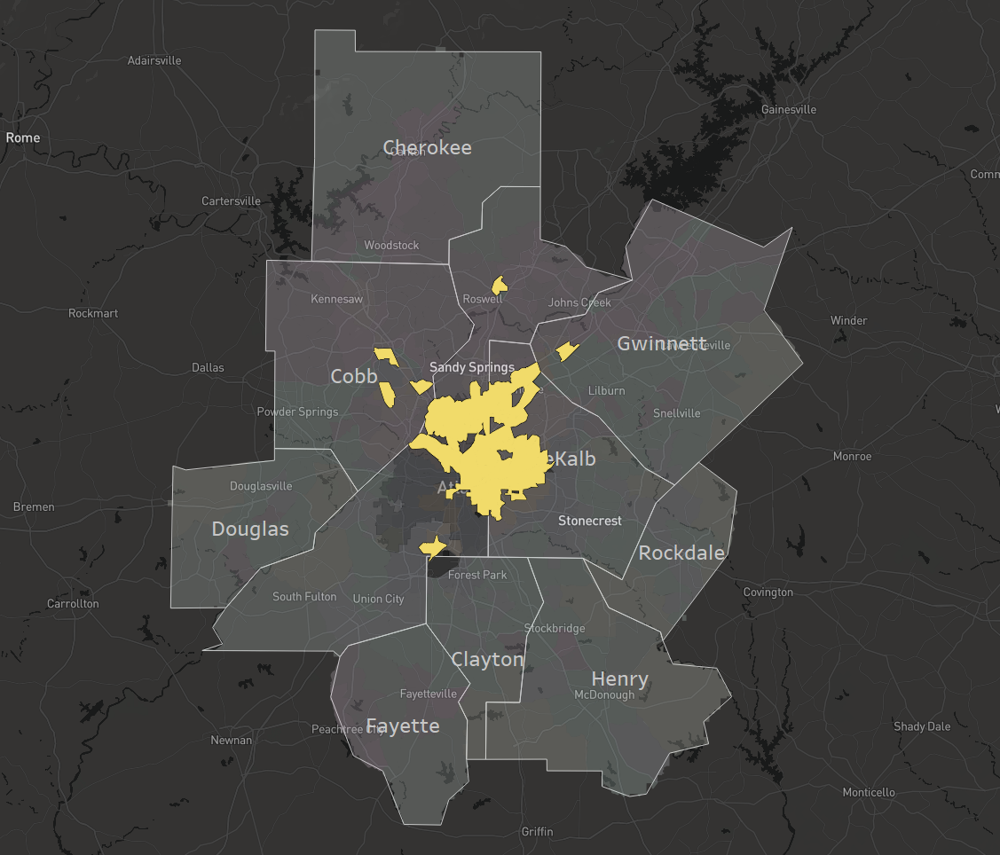 Adairsville
Gainesville
Rome
Cherokee
Canton
Cartersville
Woodstock
Kennesaw
Roswell
Johns Creek
Rockmart
Winder
Gwinnett
Dallas
Sandy Springs
Cobb
Lilburn
Powder Springs
Snellville
Monroe
eKalb
Douglasville
Bremen
Stonecrest
Douglas
Rockdale
Forest Park
Covington
South Fulton
Union City
Carrollton
Stockbridge
Clayton
Henry
Fayetteville
McDonough
Peachtree City
Fayette
Shady Dale
Newnan
Monticello
Griffin